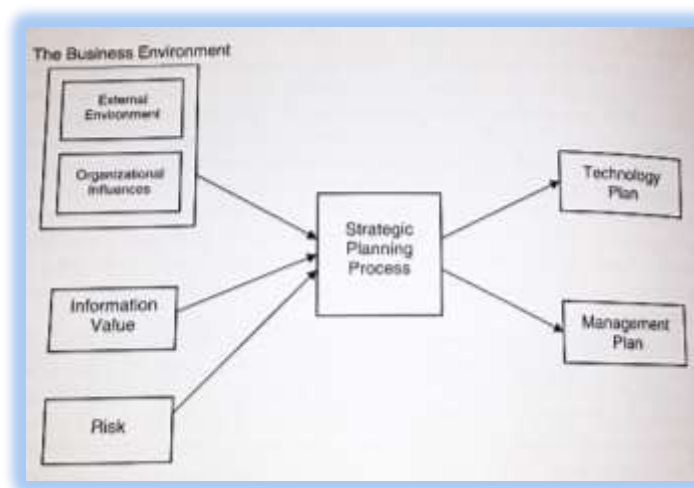 The Business Environment
External
Environment
Organizational
Influences
Information
Value
Risk
Strategic
Planning
Process
Technology
Plan
Management
Plan